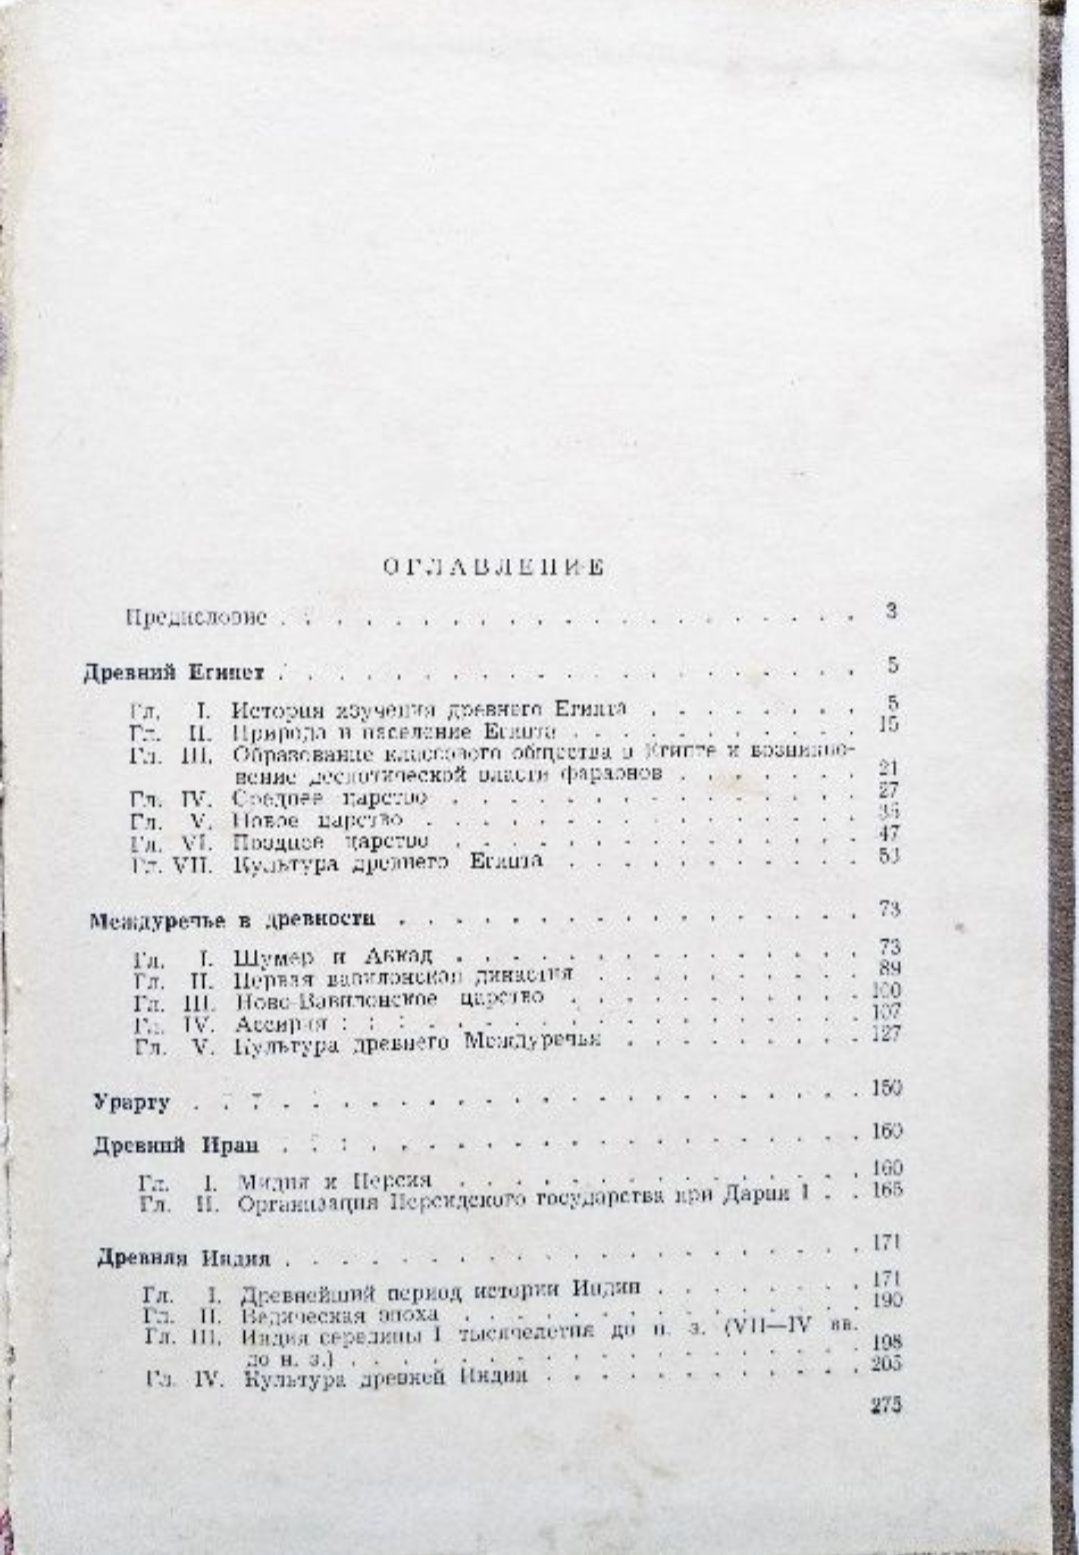 ОГЛАВЛЕНИЕ
Предисловие . . . . . . . . . . . . . . . . . . . . 3
Древний Египет . . . . . . . . . . . . . . . . . . . . 5
Гл. I. История изучения древнего Египта . . . . . . . . 5
Гл. II. Природа и население Египта . . . . . . . . . . 15
Гл. III. Образование классового общества в Египте и возникно-
вение деспотической власти фараонов . . . . . . . 21
Гл. IV. Среднее царство . . . . . . . . . . . . . . 27
Гл. V. Новое царство . . . . . . . . . . . . . . . 35
Гл. VI. Позднее царство . . . . . . . . . . . . . . 47
Гл. VII. Культура древнего Египта . . . . . . . . . . 53
Междуречье в древности . . . . . . . . . . . . . . . . 73
Гл. I. Шумер и Аккад . . . . . . . . . . . . . . 73
Гл. II. Первая вавилонская династия . . . . . . . . . 89
Гл. III. Ново-Вавилонское царство . . . . . . . . . . 100
Гл. IV. Ассирия . . . . . . . . . . . . . . . . . 107
Гл. V. Культура древнего Междуречья . . . . . . . . 127
Урарту . . . . . . . . . . . . . . . . . . . . . . . 150
Древний Иран . . . . . . . . . . . . . . . . . . . . 160
Гл. I. Мидия и Персия . . . . . . . . . . . . . . 160
Гл. II. Организация Персидского государства при Дарии I . . 165
Древняя Индия . . . . . . . . . . . . . . . . . . . . 171
Гл. I. Древнейший период истории Индии . . . . . . . 171
Гл. II. Ведическая эпоха . . . . . . . . . . . . . . 190
Гл. III. Индия середины I тысячелетия до н. э. (VII—IV вв.
до н. э.) . . . . . . . . . . . . . . . . . . 198
Гл. IV. Культура древней Индии . . . . . . . . . . . 205
275